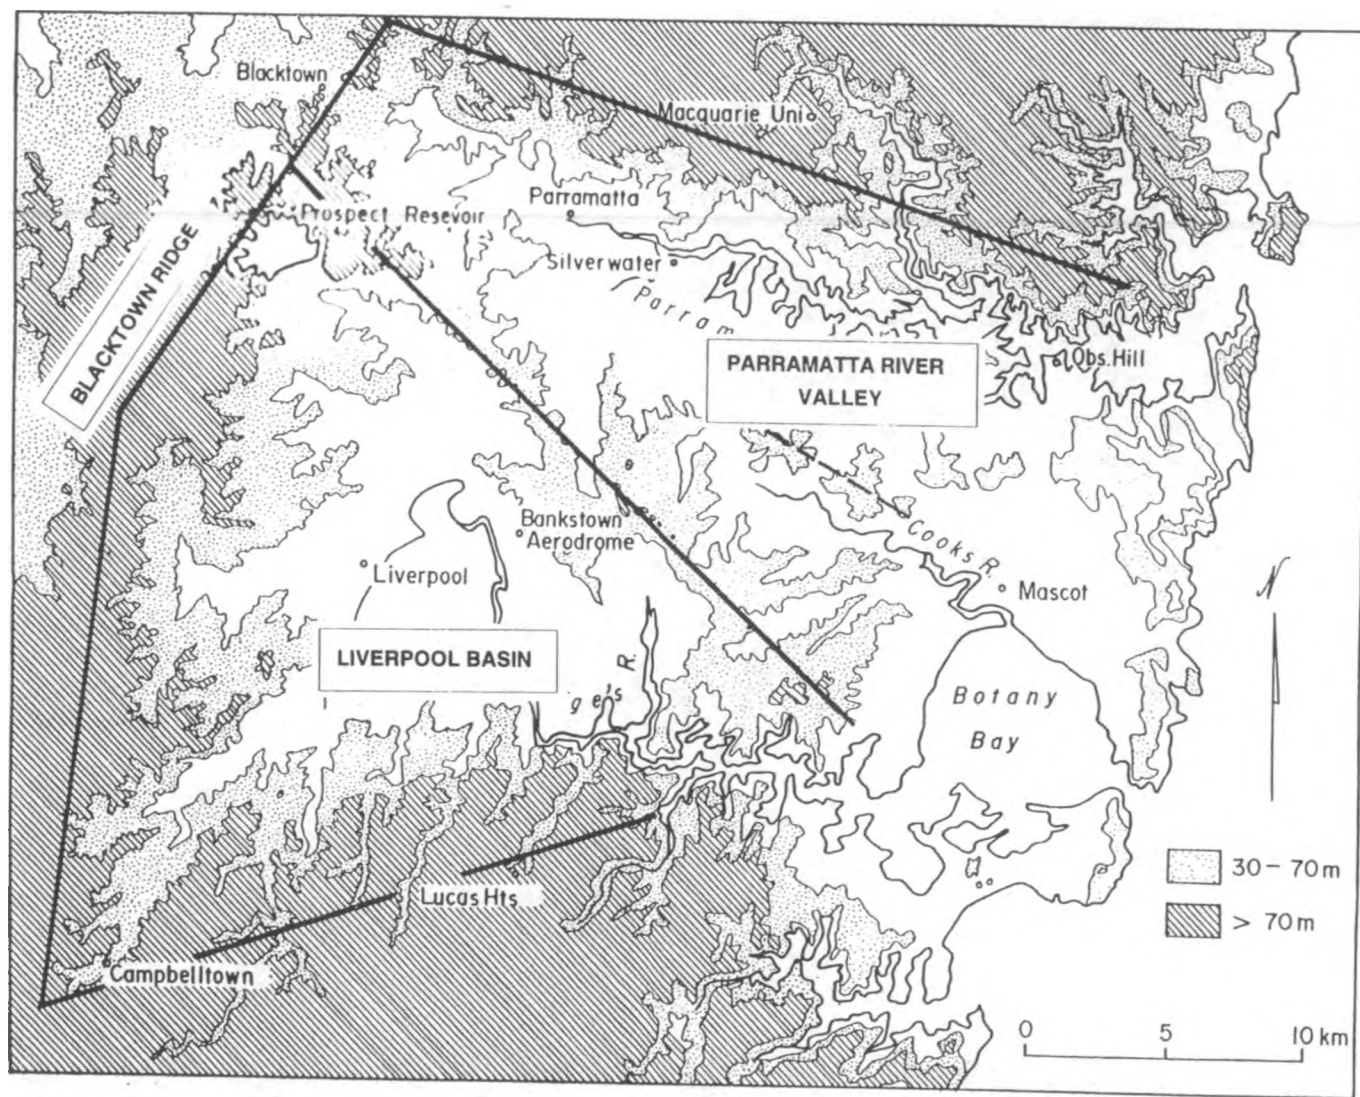 Blacktown
Macquarie Uni
Parramatta
Prospect Resevoir
Silverwater
BLACKTOWN RIDGE
Parram
PARRAMATTA RIVER
VALLEY
Obs. Hill
Bankstown
Aerodrome
Cooks R.
Liverpool
Mascot
N
LIVERPOOL BASIN
ge's R.
Botany
Bay
30 – 70 m
> 70 m
Lucas Hts
Campbelltown
0 5 10 km